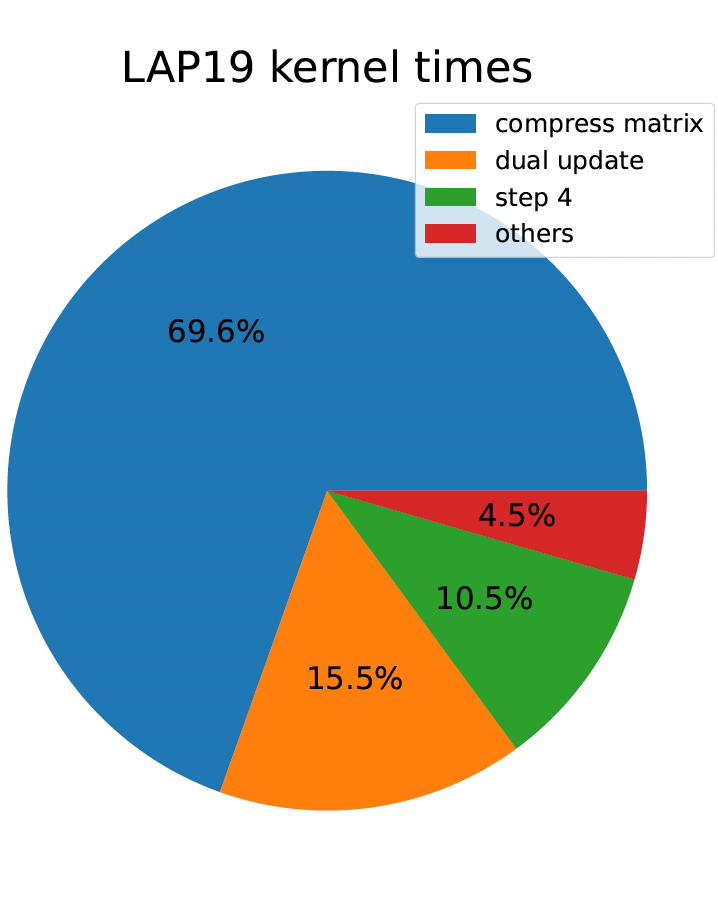 LAP19 kernel times
compress matrix
dual update
step 4
others
69.6%
4.5%
10.5%
15.5%